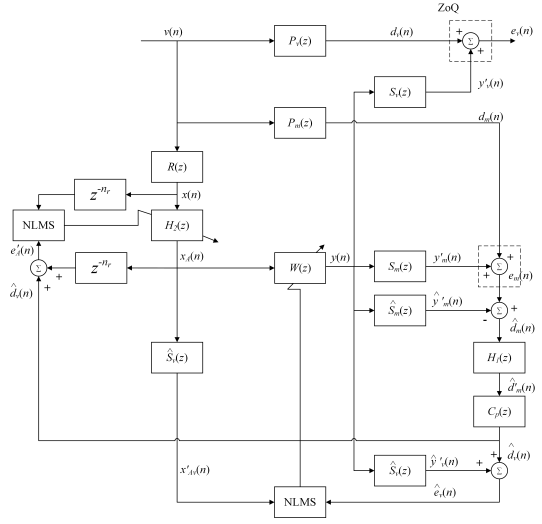 ZoQ
v(n)
P_v(z)
d_v(n)
+
Σ
+
e_v(n)
S_v(z)
y'_v(n)
P_m(z)
d_m(n)
R(z)
z^{-n_r}
x(n)
NLMS
H_2(z)
e'_A(n)
Σ
+
+
z^{-n_r}
x_A(n)
W(z)
y(n)
S_m(z)
y'_m(n)
+
+
Σ
e_m(n)
\hat{d}_v(n)
\hat{S}_m(z)
\hat{y}'_m(n)
Σ
+
-
\hat{d}_m(n)
\hat{S}_v(z)
H_1(z)
\hat{d}'_m(n)
C_p(z)
\hat{d}_v(n)
+
+
Σ
x'_{Av}(n)
\hat{S}_v(z)
\hat{y}'_v(n)
\hat{e}_v(n)
NLMS